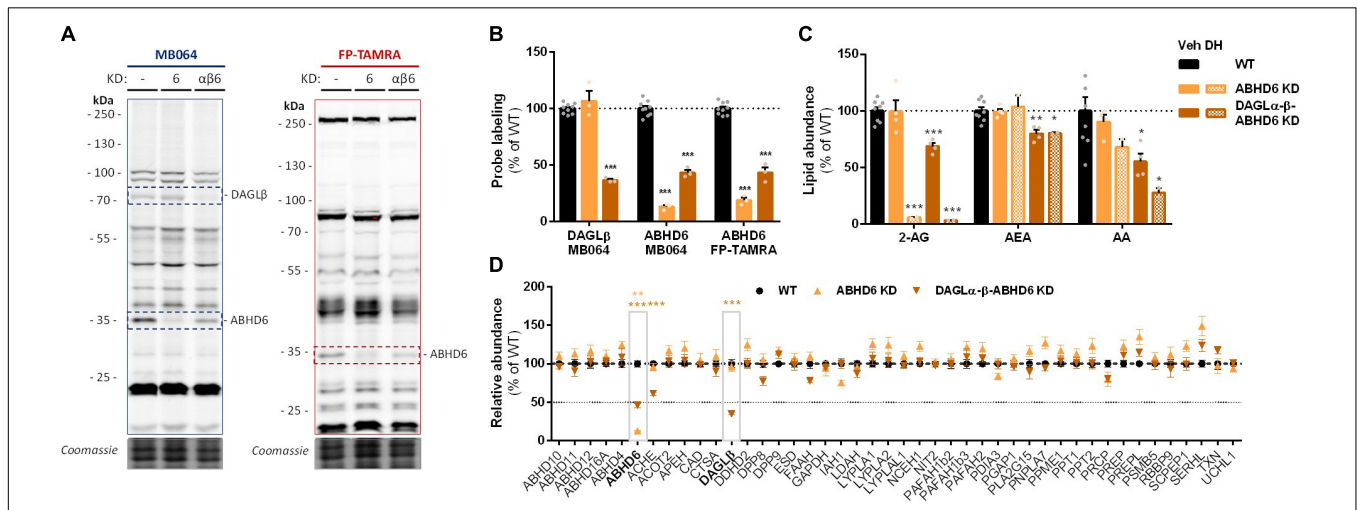 A
MB064
KD: - 6 αβ6
kDa
- 250 -
- 130 -
- 100 -
- 70 -
- 55 -
- 35 -
- 25 -
- DAGLβ
- ABHD6
Coomassie
FP-TAMRA
KD: - 6 αβ6
kDa
- 250 -
130 -
100 -
- 70 -
- 55 -
- 35 -
- 25 -
- ABHD6
Coomassie
B
Probe labeling
(% of WT)
150
100
50
0
***
***
***
***
***
DAGLβ
MB064
ABHD6
MB064
ABHD6
FP-TAMRA
C
Lipid abundance
(% of WT)
150
100
50
0
***
***
***
**
*
*
*
2-AG
AEA
AA
Veh DH
WT
ABHD6 KD
DAGLα-β-
ABHD6 KD
D
WT ABHD6 KD DAGLα-β-ABHD6 KD
Relative abundance
(% of WT)
200
150
100
50
0
**
*** ***
***
ABHD10
ABHD11
ABHD12
ABHD16A
ABHD4
ABHD6
ACHE
ACOT2
APEH
CAD
CTSA
DAGLβ
DDHD2
DPP8
DPP9
ESD
FAAH
GAPDH
IAH1
LDAH
LYPLA1
LYPLA2
LYPLAL1
NCEH1
NIT2
PAFAH1b2
PAFAH1b3
PAFAH2
PDIA3
PGAP1
PLA2G15
PNPLA7
PPME1
PPT1
PPT2
PRCP
PREP
PREPL
PSMB5
RBBP9
SCPEP1
SERHL
TXN
UCHL1